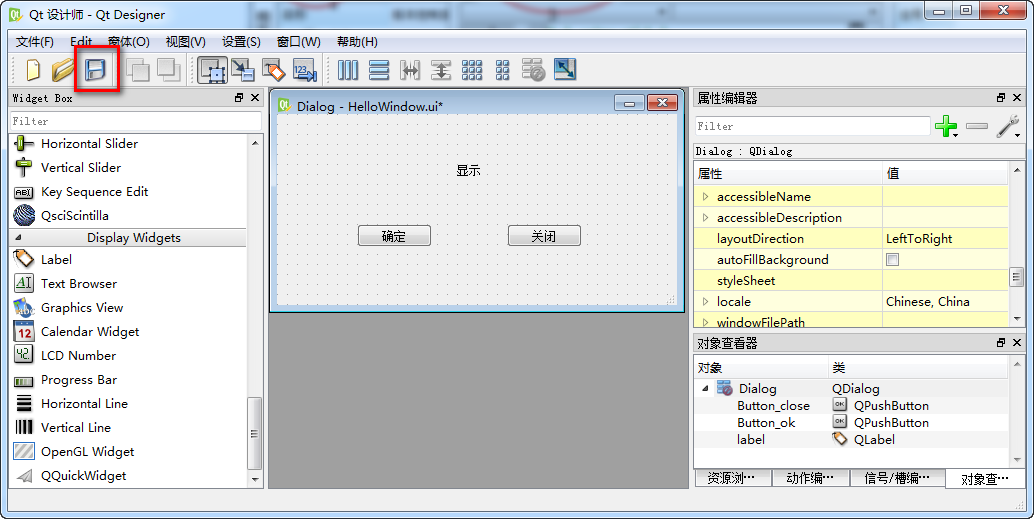 Qt 设计师 - Qt Designer
文件(F) Edit 窗体(O) 视图(V) 设置(S) 窗口(W) 帮助(H)
123
Widget Box
Filter
Horizontal Slider
Vertical Slider
Key Sequence Edit
QsciScintilla
Display Widgets
Label
Text Browser
Graphics View
Calendar Widget
LCD Number
Progress Bar
Horizontal Line
Vertical Line
OpenGL Widget
QQuickWidget
Dialog - HelloWindow.ui*
显示
确定 关闭
属性编辑器
Filter
Dialog : QDialog
属性 值
accessibleName
accessibleDescription
layoutDirection LeftToRight
autoFillBackground
styleSheet
locale Chinese, China
windowFilePath
对象查看器
对象 类
Dialog QDialog
Button_close QPushButton
Button_ok QPushButton
label QLabel
资源浏… 动作编… 信号/槽编… 对象查…